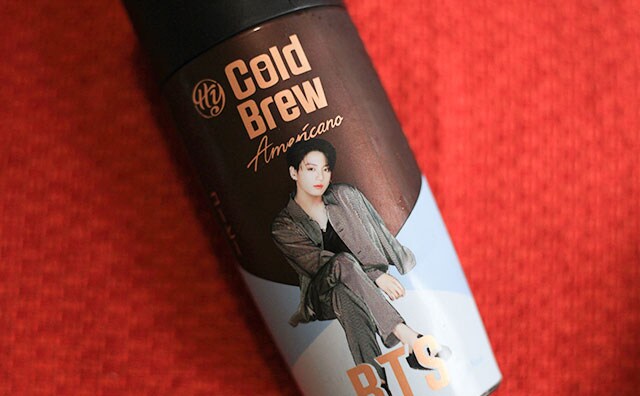 Hy
Cold
Brew
Americano
BTS